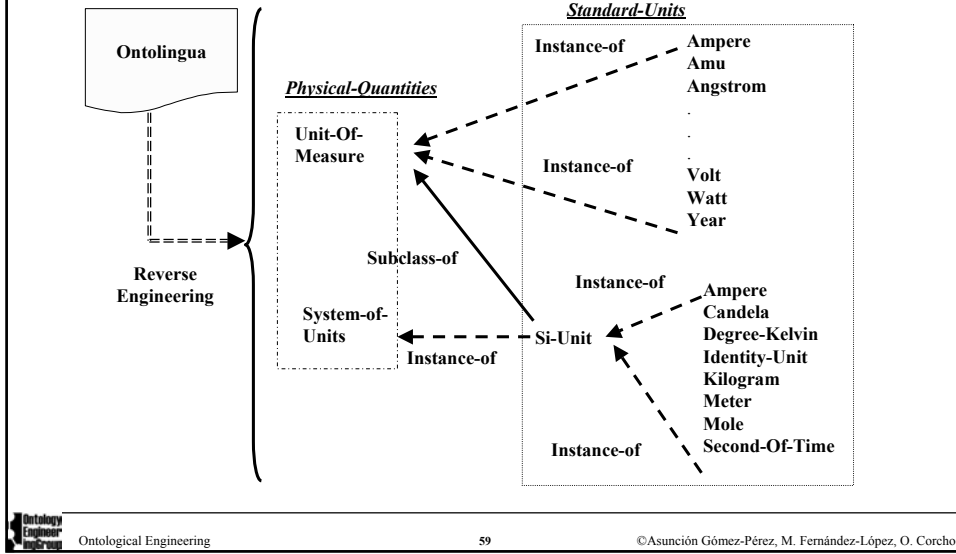 Standard-Units
Ontolingua
Instance-of
Ampere
Amu
Angstrom
.
.
.
Volt
Watt
Year
Physical-Quantities
Unit-Of-
Measure
Instance-of
Subclass-of
Reverse
Engineering
System-of-
Units
Instance-of
Si-Unit
Instance-of
Ampere
Candela
Degree-Kelvin
Identity-Unit
Kilogram
Meter
Mole
Second-Of-Time
Instance-of
Ontology
Engineer
ingGroup
Ontological Engineering
59
©Asunción Gómez-Pérez, M. Fernández-López, O. Corcho